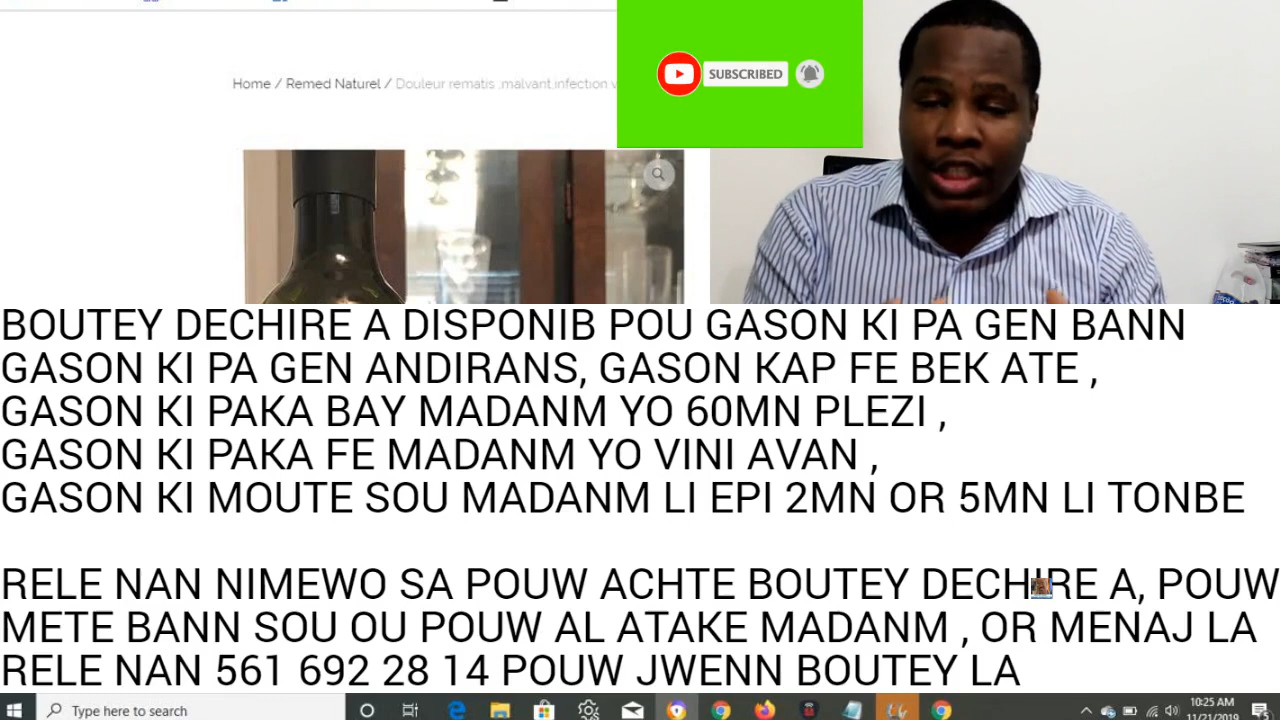 Home / Remed Naturel / Douleur rematis ,malvant,infection v
SUBSCRIBED
BOUTEY DECHIRE A DISPONIB POU GASON KI PA GEN BANN
GASON KI PA GEN ANDIRANS, GASON KAP FE BEK ATE ,
GASON KI PAKA BAY MADANM YO 60MN PLEZI ,
GASON KI PAKA FE MADANM YO VINI AVAN ,
GASON KI MOUTE SOU MADANM LI EPI 2MN OR 5MN LI TONBE
RELE NAN NIMEWO SA POUW ACHTE BOUTEY DECHIRE A, POUW
METE BANN SOU OU POUW AL ATAKE MADANM , OR MENAJ LA
RELE NAN 561 692 28 14 POUW JWENN BOUTEY LA
Type here to search
10:25 AM
11/21/2019